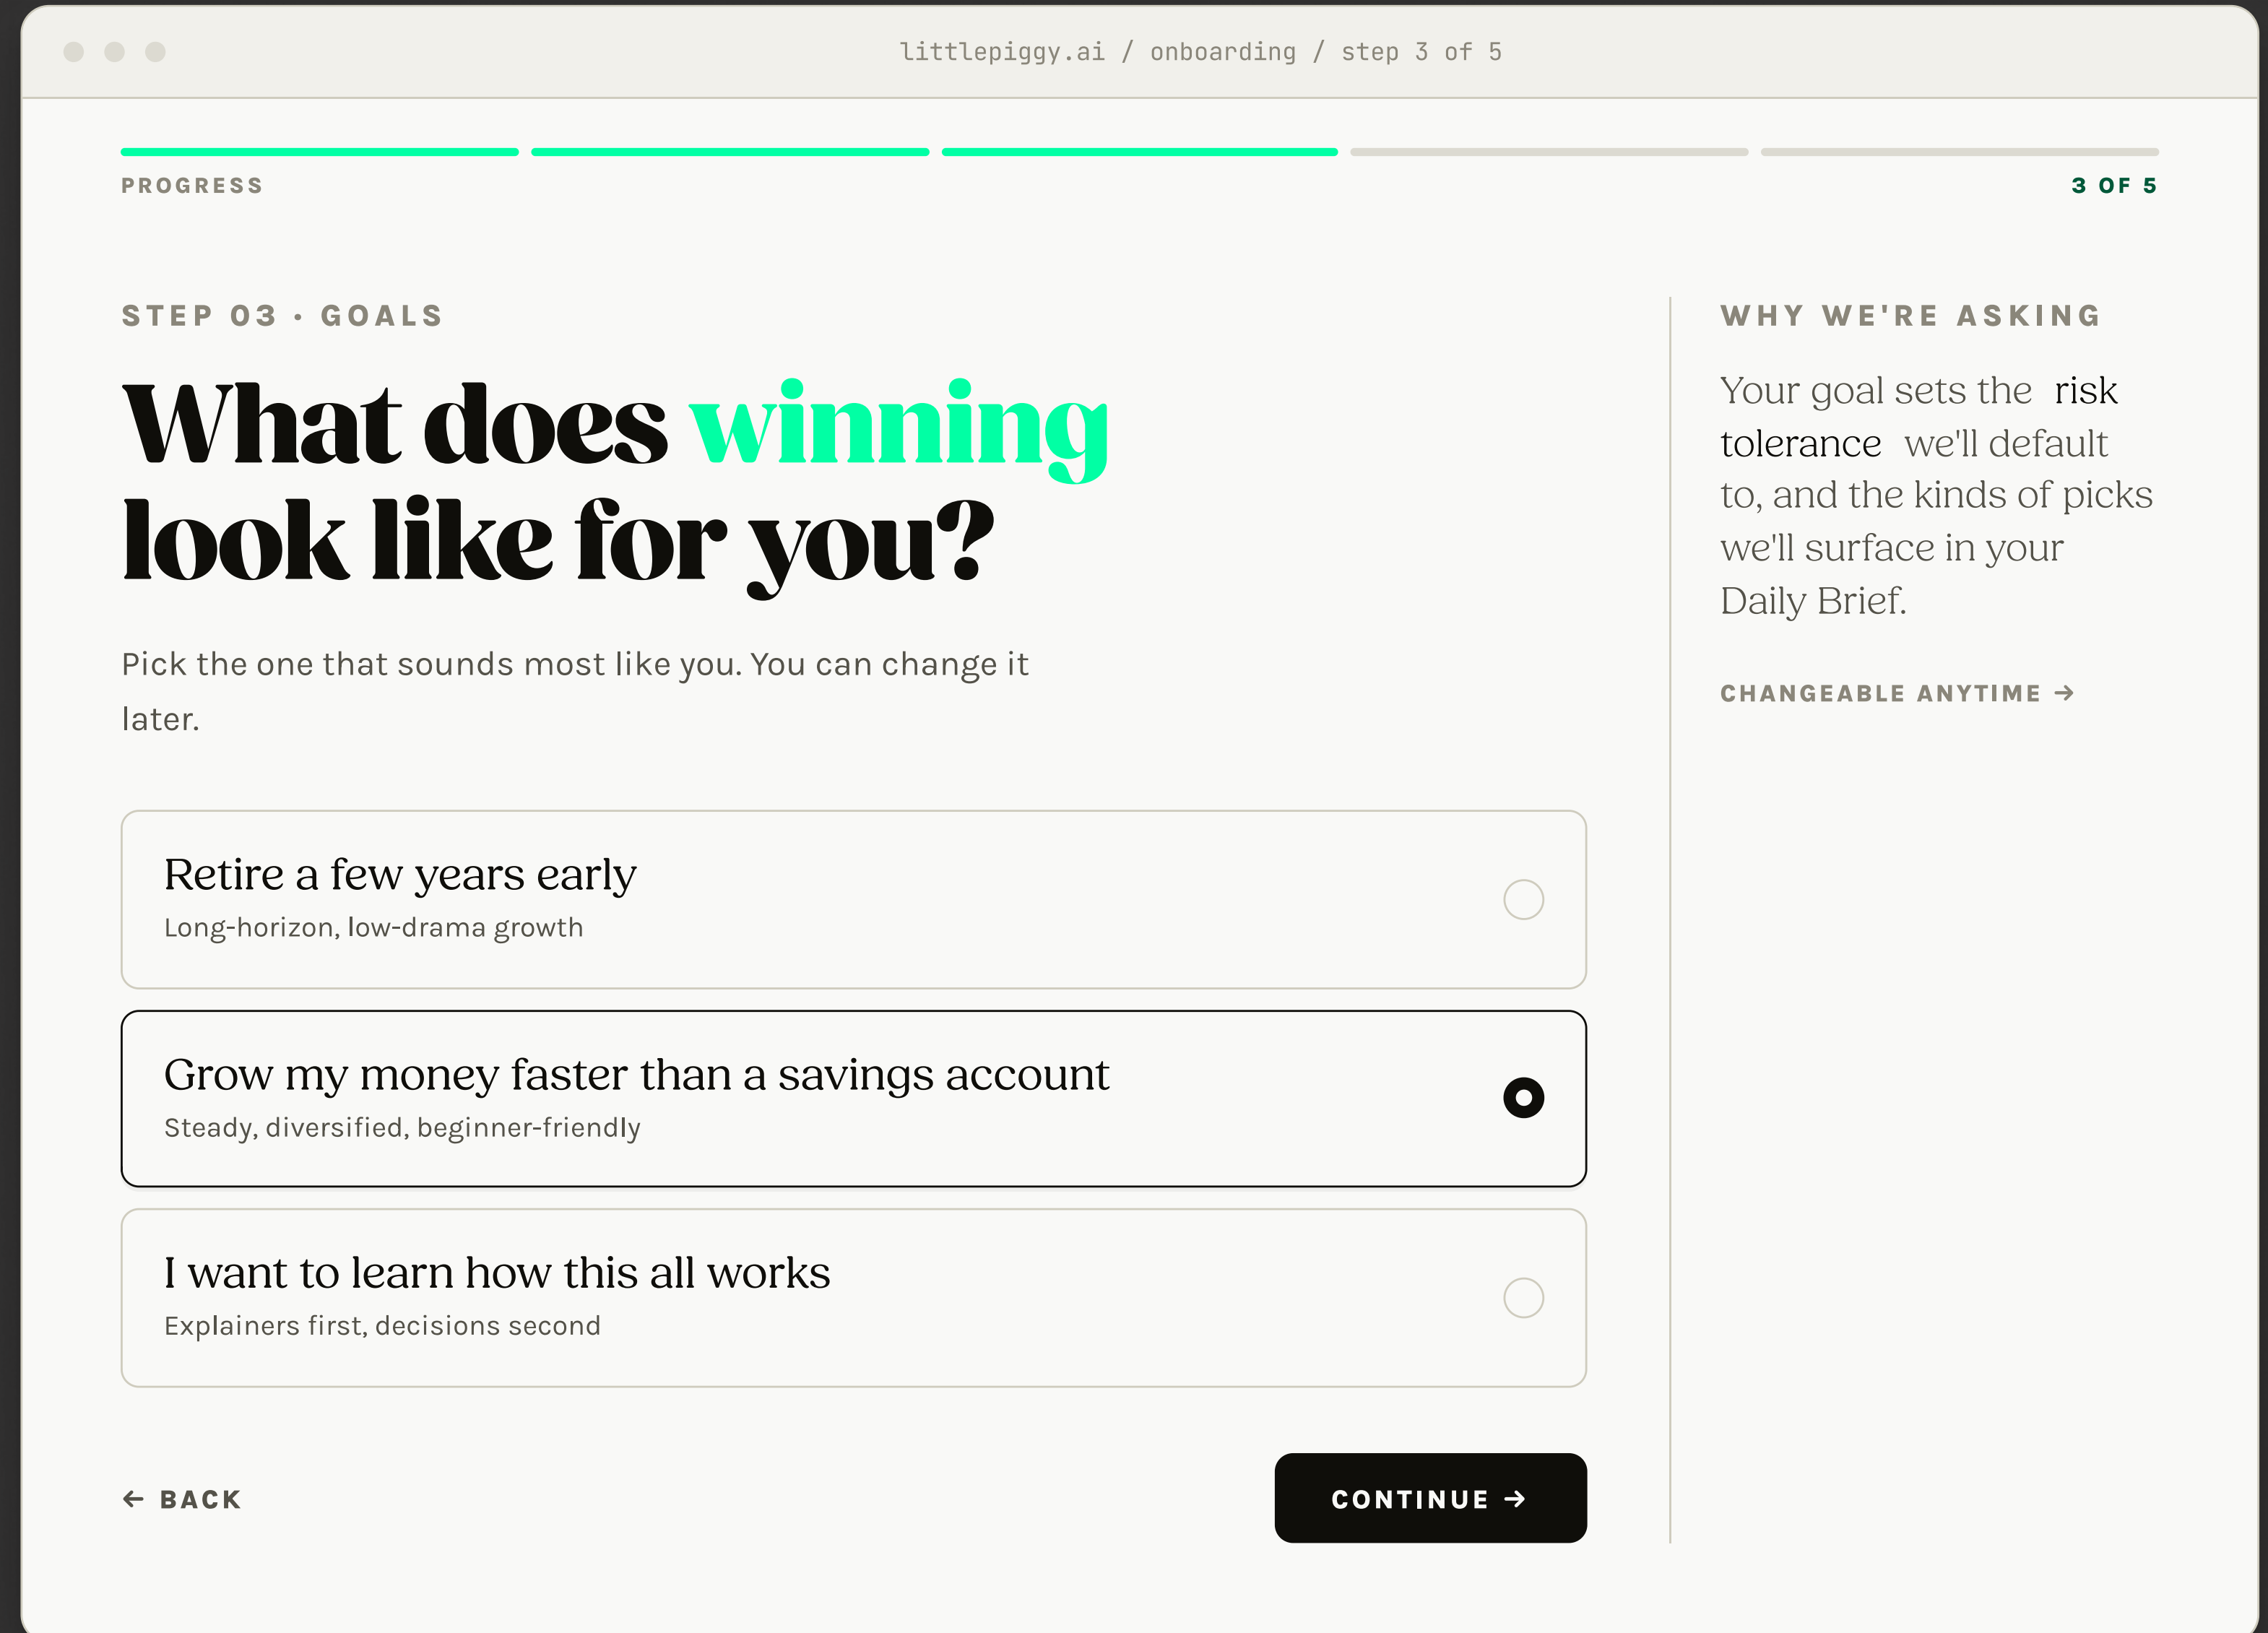 littlepiggy.ai / onboarding / step 3 of 5
PROGRESS
3 OF 5
STEP 03 · GOALS
What does winning
look like for you?
Pick the one that sounds most like you. You can change it
later.
Retire a few years early
Long-horizon, low-drama growth
Grow my money faster than a savings account
Steady, diversified, beginner-friendly
I want to learn how this all works
Explainers first, decisions second
← BACK
CONTINUE →
WHY WE'RE ASKING
Your goal sets the risk
tolerance we'll default
to, and the kinds of picks
we'll surface in your
Daily Brief.
CHANGEABLE ANYTIME →